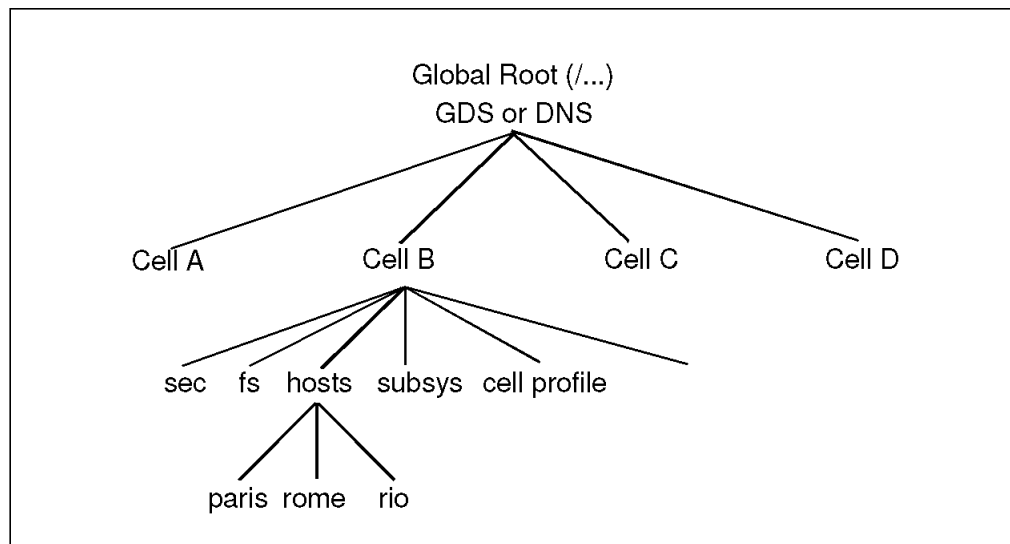 Global Root (/...)
GDS or DNS
Cell A Cell B Cell C Cell D
sec fs hosts subsys cell profile
paris rome rio